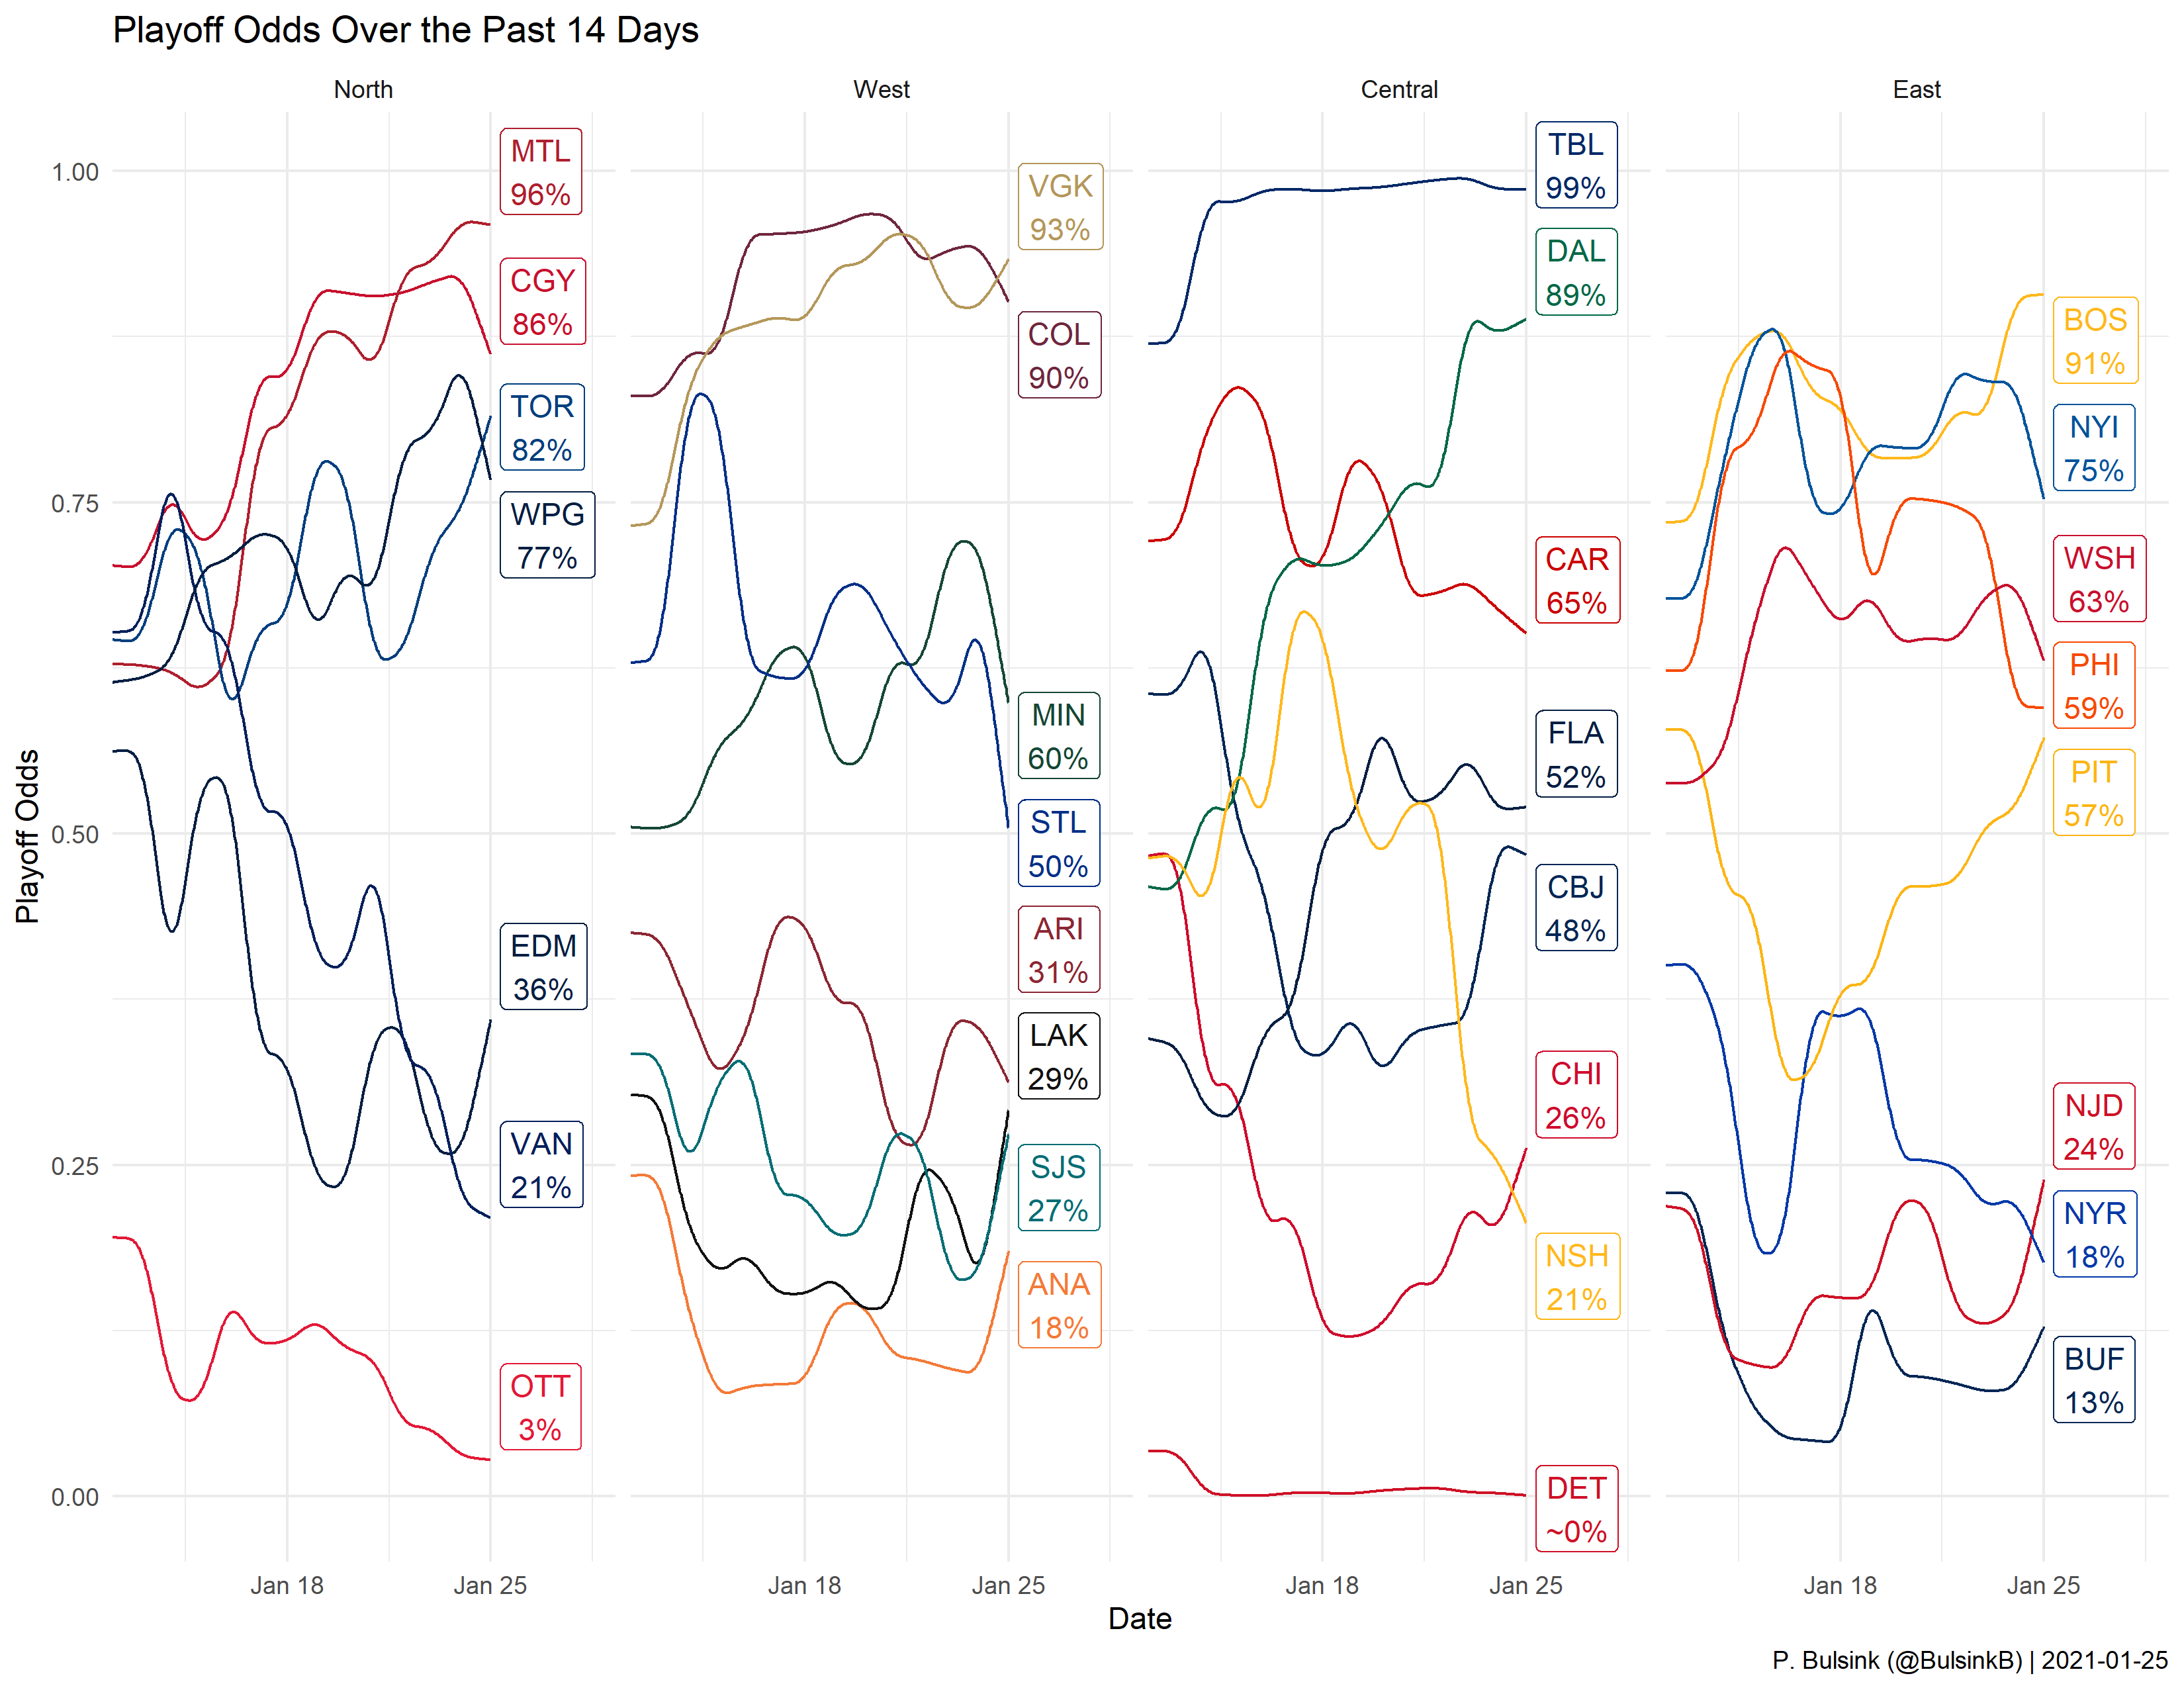 Playoff Odds Over the Past 14 Days
North
West
Central
East
Playoff Odds
1.00
0.75
0.50
0.25
0.00
MTL
96%
CGY
86%
TOR
82%
WPG
77%
EDM
36%
VAN
21%
OTT
3%
VGK
93%
COL
90%
MIN
60%
STL
50%
ARI
31%
LAK
29%
SJS
27%
ANA
18%
TBL
99%
DAL
89%
CAR
65%
FLA
52%
CBJ
48%
CHI
26%
NSH
21%
DET
~0%
BOS
91%
NYI
75%
WSH
63%
PHI
59%
PIT
57%
NJD
24%
NYR
18%
BUF
13%
Jan 18
Jan 25
Jan 18
Jan 25
Jan 18
Jan 25
Jan 18
Jan 25
Date
P. Bulsink (@BulsinkB) | 2021-01-25